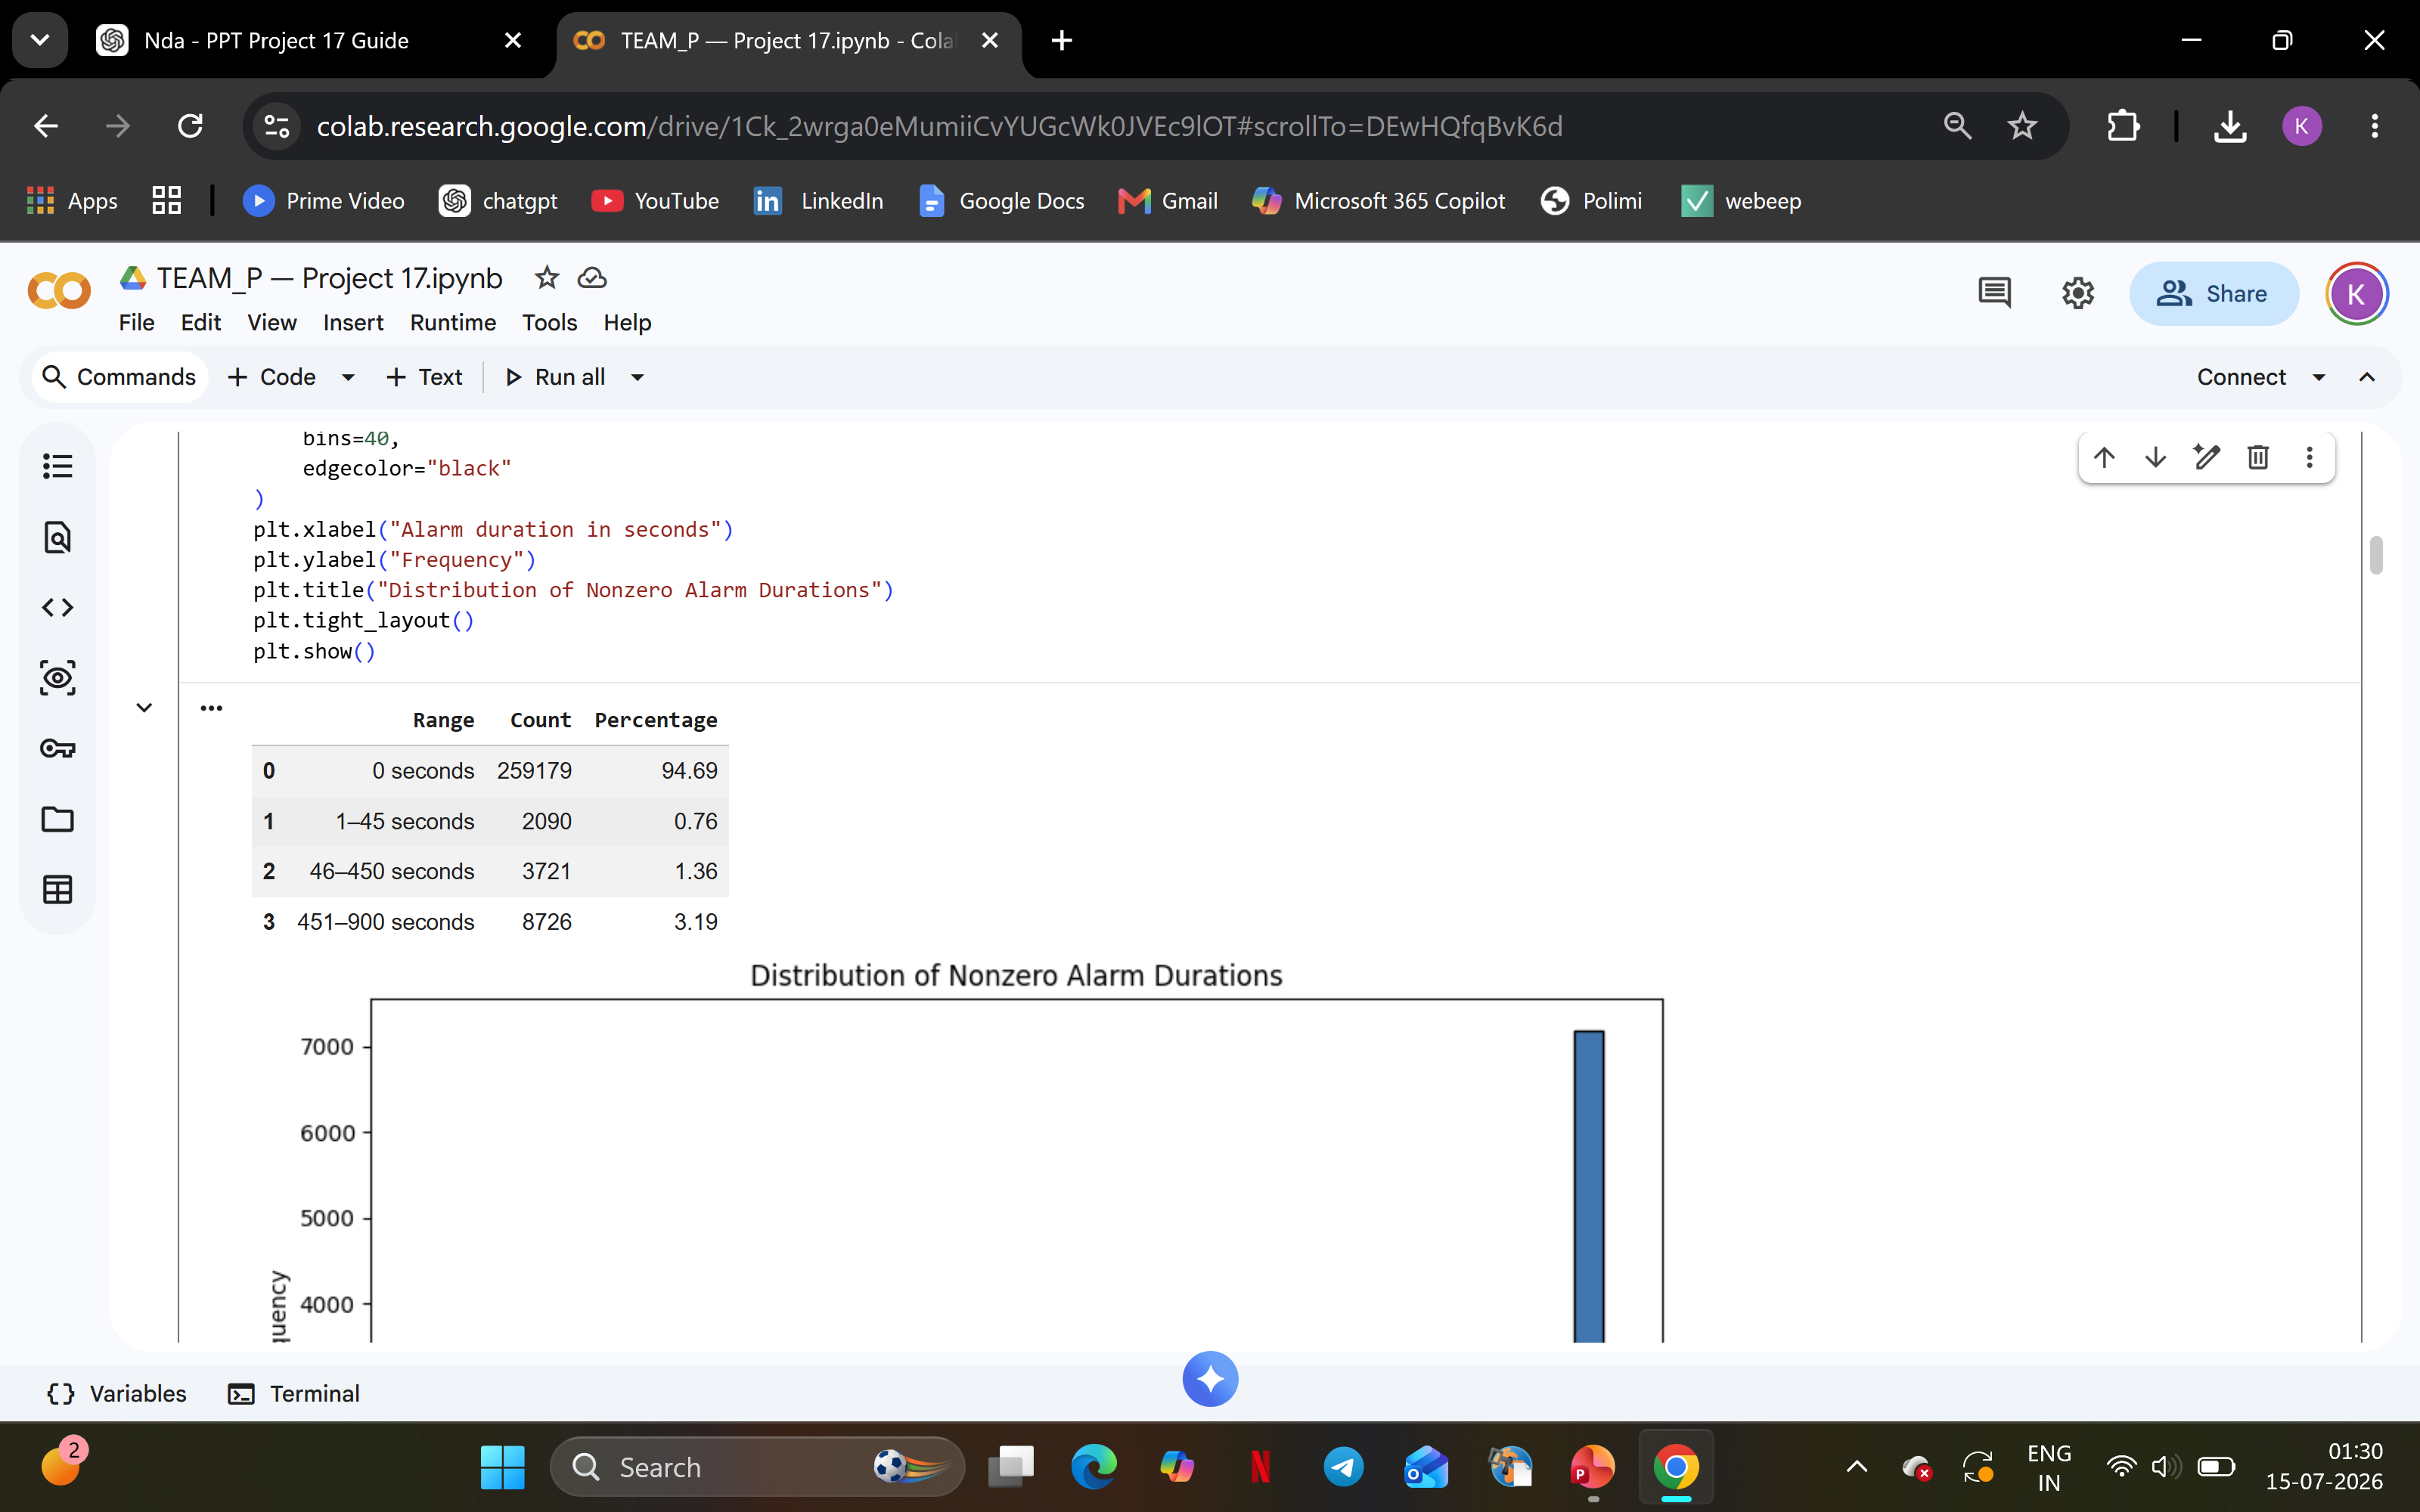 Nda - PPT Project 17 Guide
TEAM_P — Project 17.ipynb - Cola
colab.research.google.com/drive/1Ck_2wrga0eMumiiCvYUGcWk0JVEc9lOT#scrollTo=DEwHQfqBvK6d
K
Apps
Prime Video
chatgpt
YouTube
LinkedIn
Google Docs
Gmail
Microsoft 365 Copilot
Polimi
webeep
TEAM_P — Project 17.ipynb
File Edit View Insert Runtime Tools Help
Share
K
Commands + Code + Text Run all
Connect
bins=40,
edgecolor="black"
)
plt.xlabel("Alarm duration in seconds")
plt.ylabel("Frequency")
plt.title("Distribution of Nonzero Alarm Durations")
plt.tight_layout()
plt.show()
Range Count Percentage
0 0 seconds 259179 94.69
1 1–45 seconds 2090 0.76
2 46–450 seconds 3721 1.36
3 451–900 seconds 8726 3.19
Distribution of Nonzero Alarm Durations
7000
6000
5000
4000
quency
{} Variables
Terminal
2
Search
ENG
IN
01:30
15-07-2026